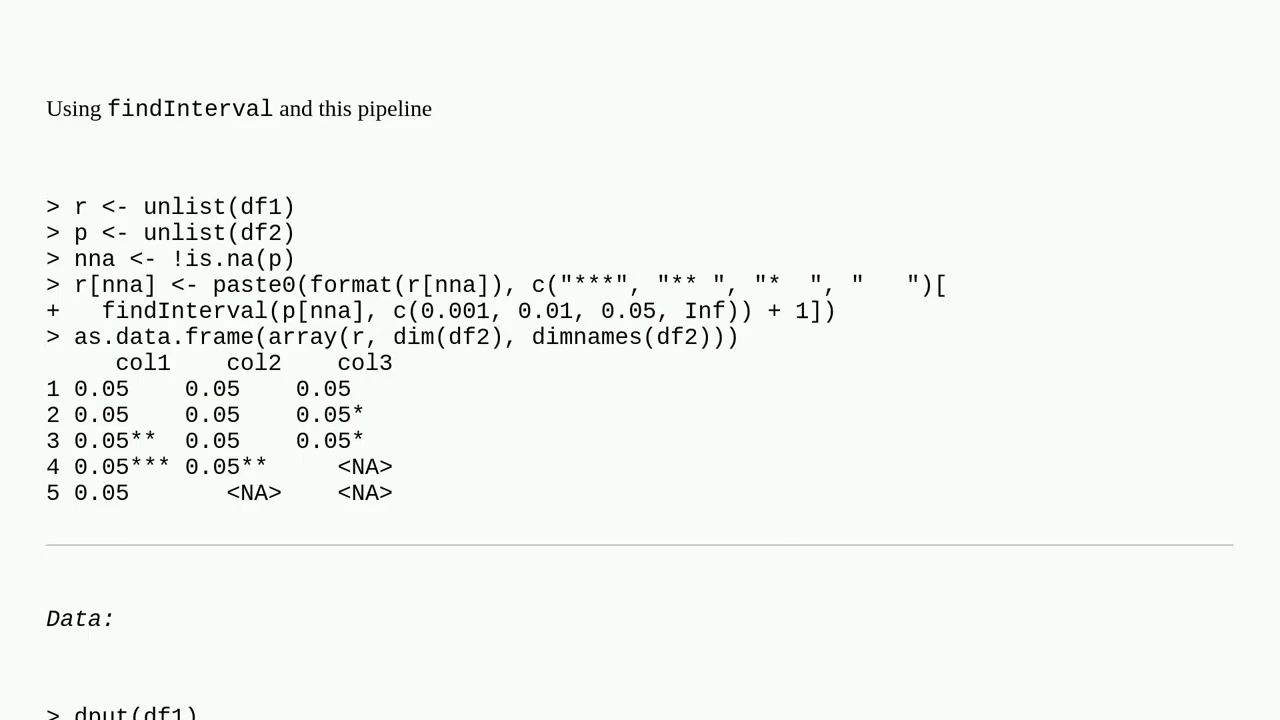 Using findInterval and this pipeline
> r <- unlist(df1)
> p <- unlist(df2)
> nna <- !is.na(p)
> r[nna] <- paste0(format(r[nna]), c("***", "** ", "*  ", "   ")[
+   findInterval(p[nna], c(0.001, 0.01, 0.05, Inf)) + 1])
> as.data.frame(array(r, dim(df2), dimnames(df2)))
     col1    col2    col3
1 0.05    0.05    0.05
2 0.05    0.05    0.05*
3 0.05**  0.05    0.05*
4 0.05*** 0.05**     <NA>
5 0.05       <NA>    <NA>
Data:
> dput(df1)